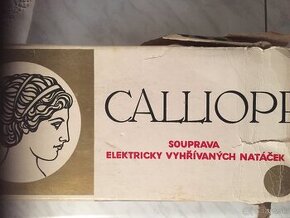 CALLIOPE
SOUPRAVA
ELEKTRICKY VYHŘÍVANÝCH NATÁČEK